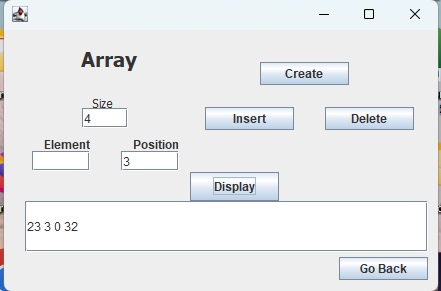 Array
Create
Size
4
Insert
Delete
Element
Position
3
Display
23 3 0 32
Go Back